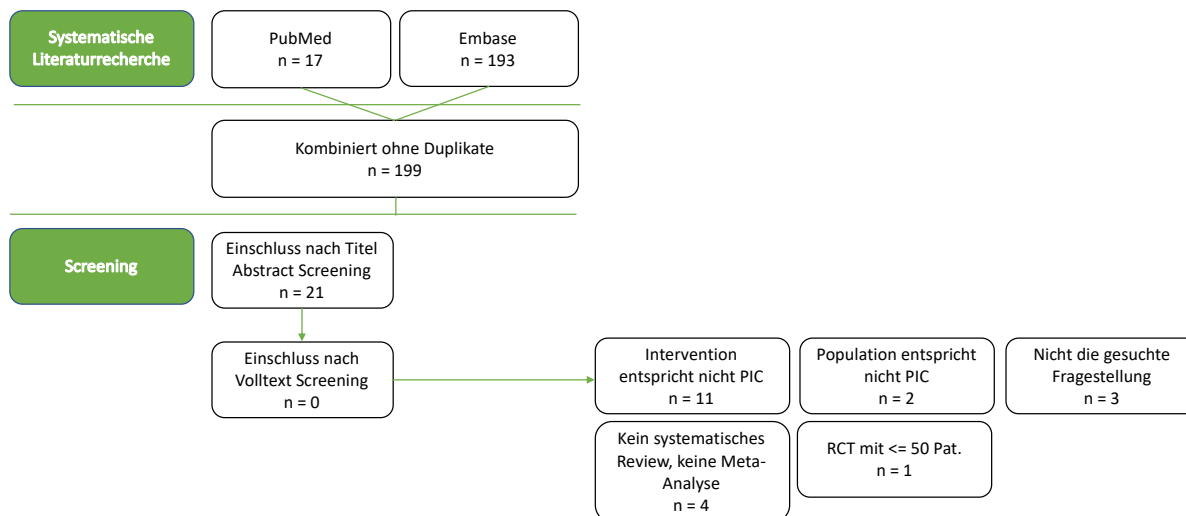 Systematische
Literaturrecherche
PubMed
n = 17
Embase
n = 193
Kombiniert ohne Duplikate
n = 199
Screening
Einschluss nach Titel
Abstract Screening
n = 21
Einschluss nach
Volltext Screening
n = 0
Intervention
entspricht nicht PIC
n = 11
Population entspricht
nicht PIC
n = 2
Nicht die gesuchte
Fragestellung
n = 3
Kein systematisches
Review, keine Meta-
Analyse
n = 4
RCT mit <= 50 Pat.
n = 1